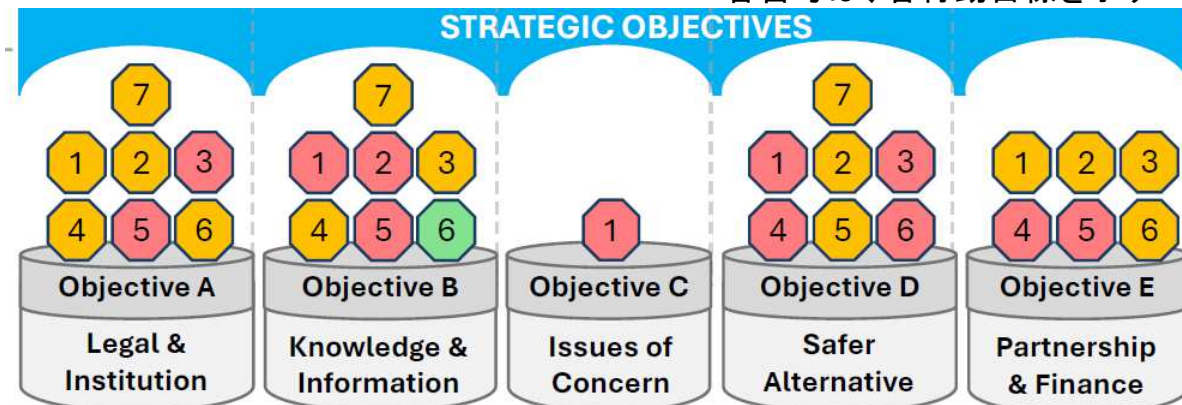 STRATEGIC OBJECTIVES
7
1 2 3
4 5 6
Objective A
Legal &
Institution
7
1 2 3
4 5 6
Objective B
Knowledge &
Information
1
Objective C
Issues of
Concern
7
1 2 3
4 5 6
Objective D
Safer
Alternative
1 2 3
4 5 6
Objective E
Partnership
& Finance